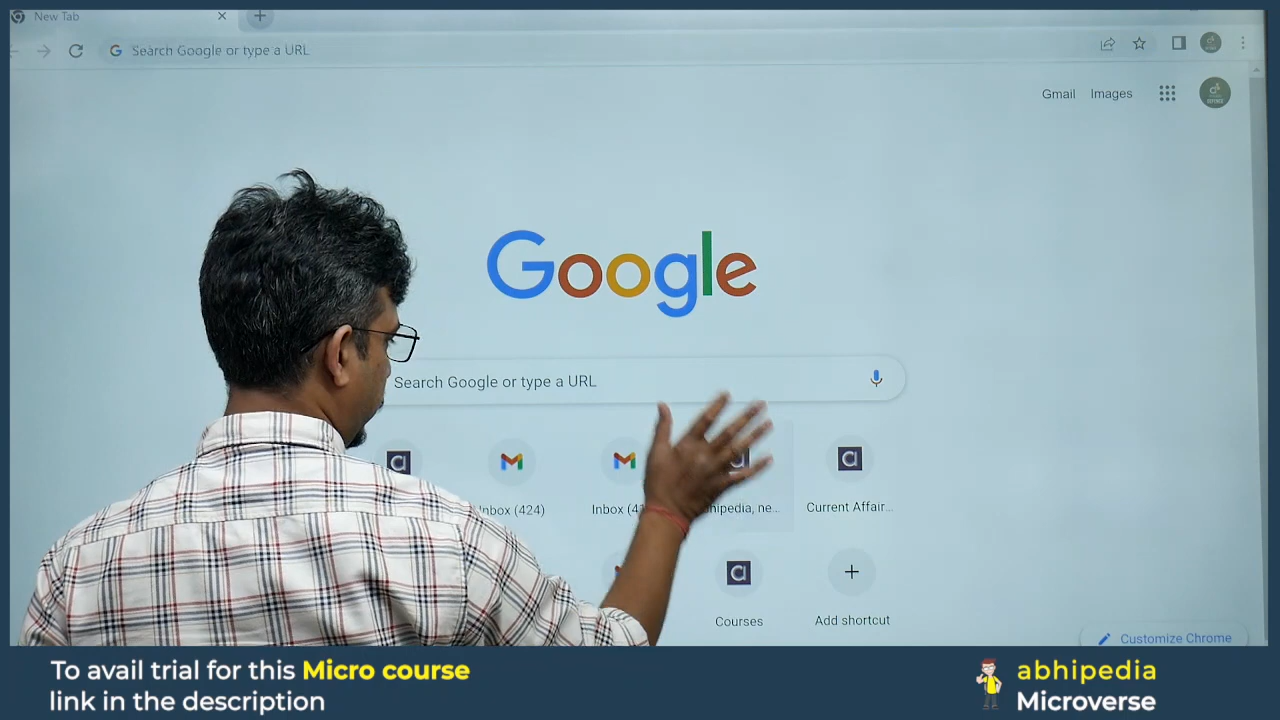 New Tab
Search Google or type a URL
Gmail Images
Google
Search Google or type a URL
Inbox (424)
Current Affair...
Courses
Add shortcut
Customize Chrome
To avail trial for this Micro course
link in the description
abhipedia
Microverse